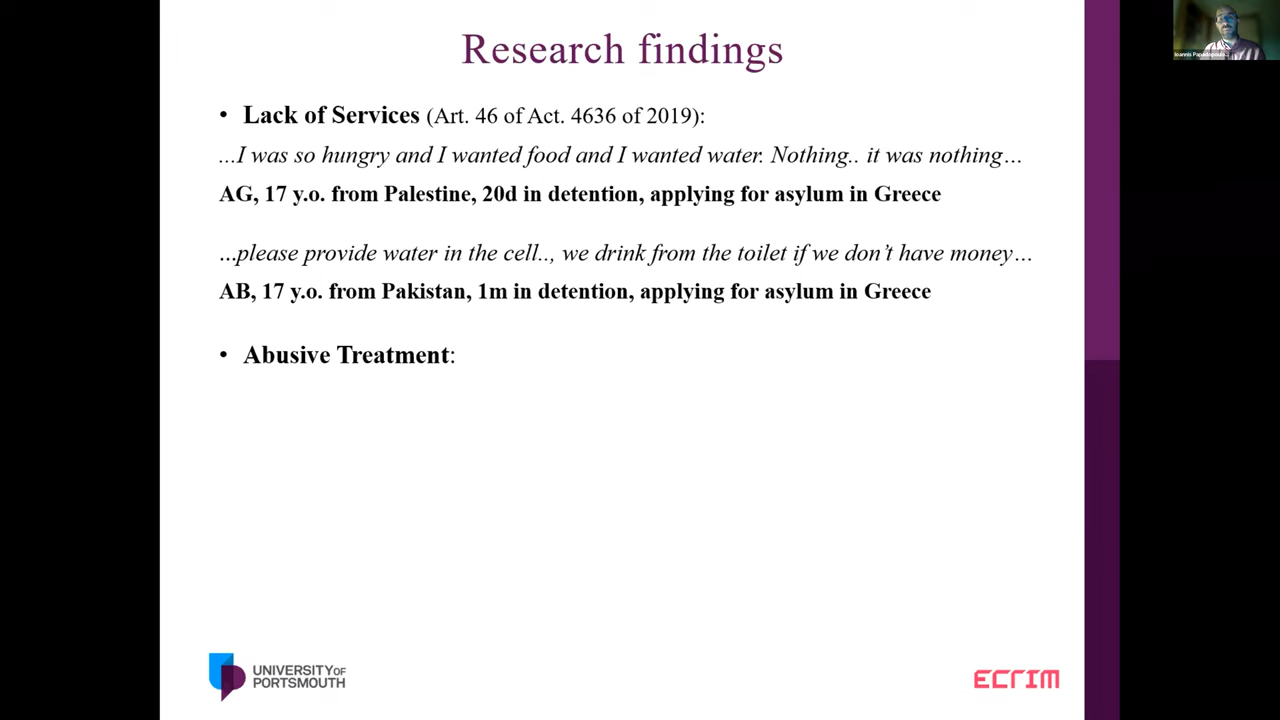 Research findings
• Lack of Services (Art. 46 of Act. 4636 of 2019):
...I was so hungry and I wanted food and I wanted water. Nothing.. it was nothing…
AG, 17 y.o. from Palestine, 20d in detention, applying for asylum in Greece
...please provide water in the cell.., we drink from the toilet if we don’t have money…
AB, 17 y.o. from Pakistan, 1m in detention, applying for asylum in Greece
• Abusive Treatment:
UNIVERSITY OF
PORTSMOUTH
ECRIM
Ioannis